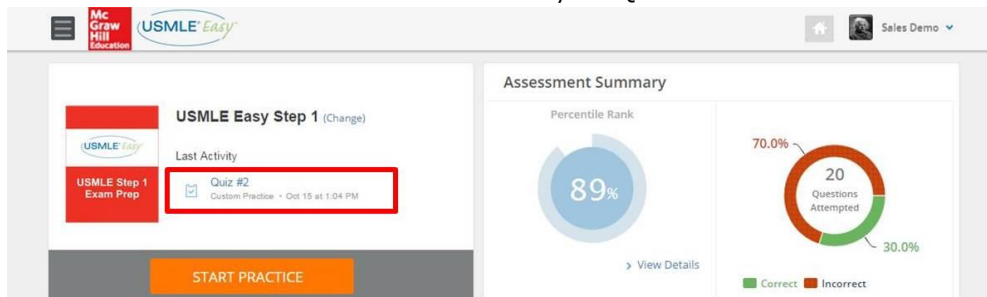 Mc
Graw
Hill
Education
USMLE Easy
Sales Demo
USMLE Easy
USMLE Step 1
Exam Prep
USMLE Easy Step 1 (Change)
Last Activity
Quiz #2
Custom Practice • Oct 15 at 1:04 PM
START PRACTICE
Assessment Summary
Percentile Rank
89%
> View Details
70.0%
20
Questions
Attempted
30.0%
Correct Incorrect